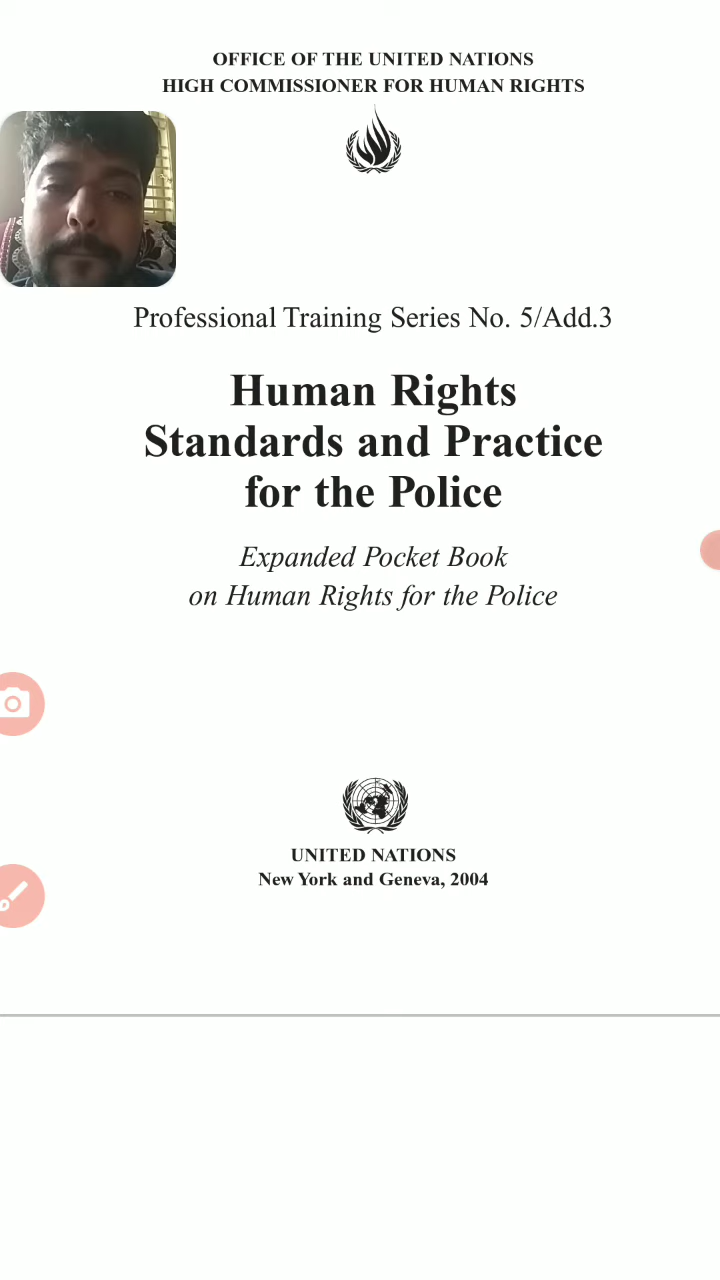 OFFICE OF THE UNITED NATIONS
HIGH COMMISSIONER FOR HUMAN RIGHTS
Professional Training Series No. 5/Add.3
Human Rights
Standards and Practice
for the Police
Expanded Pocket Book
on Human Rights for the Police
UNITED NATIONS
New York and Geneva, 2004